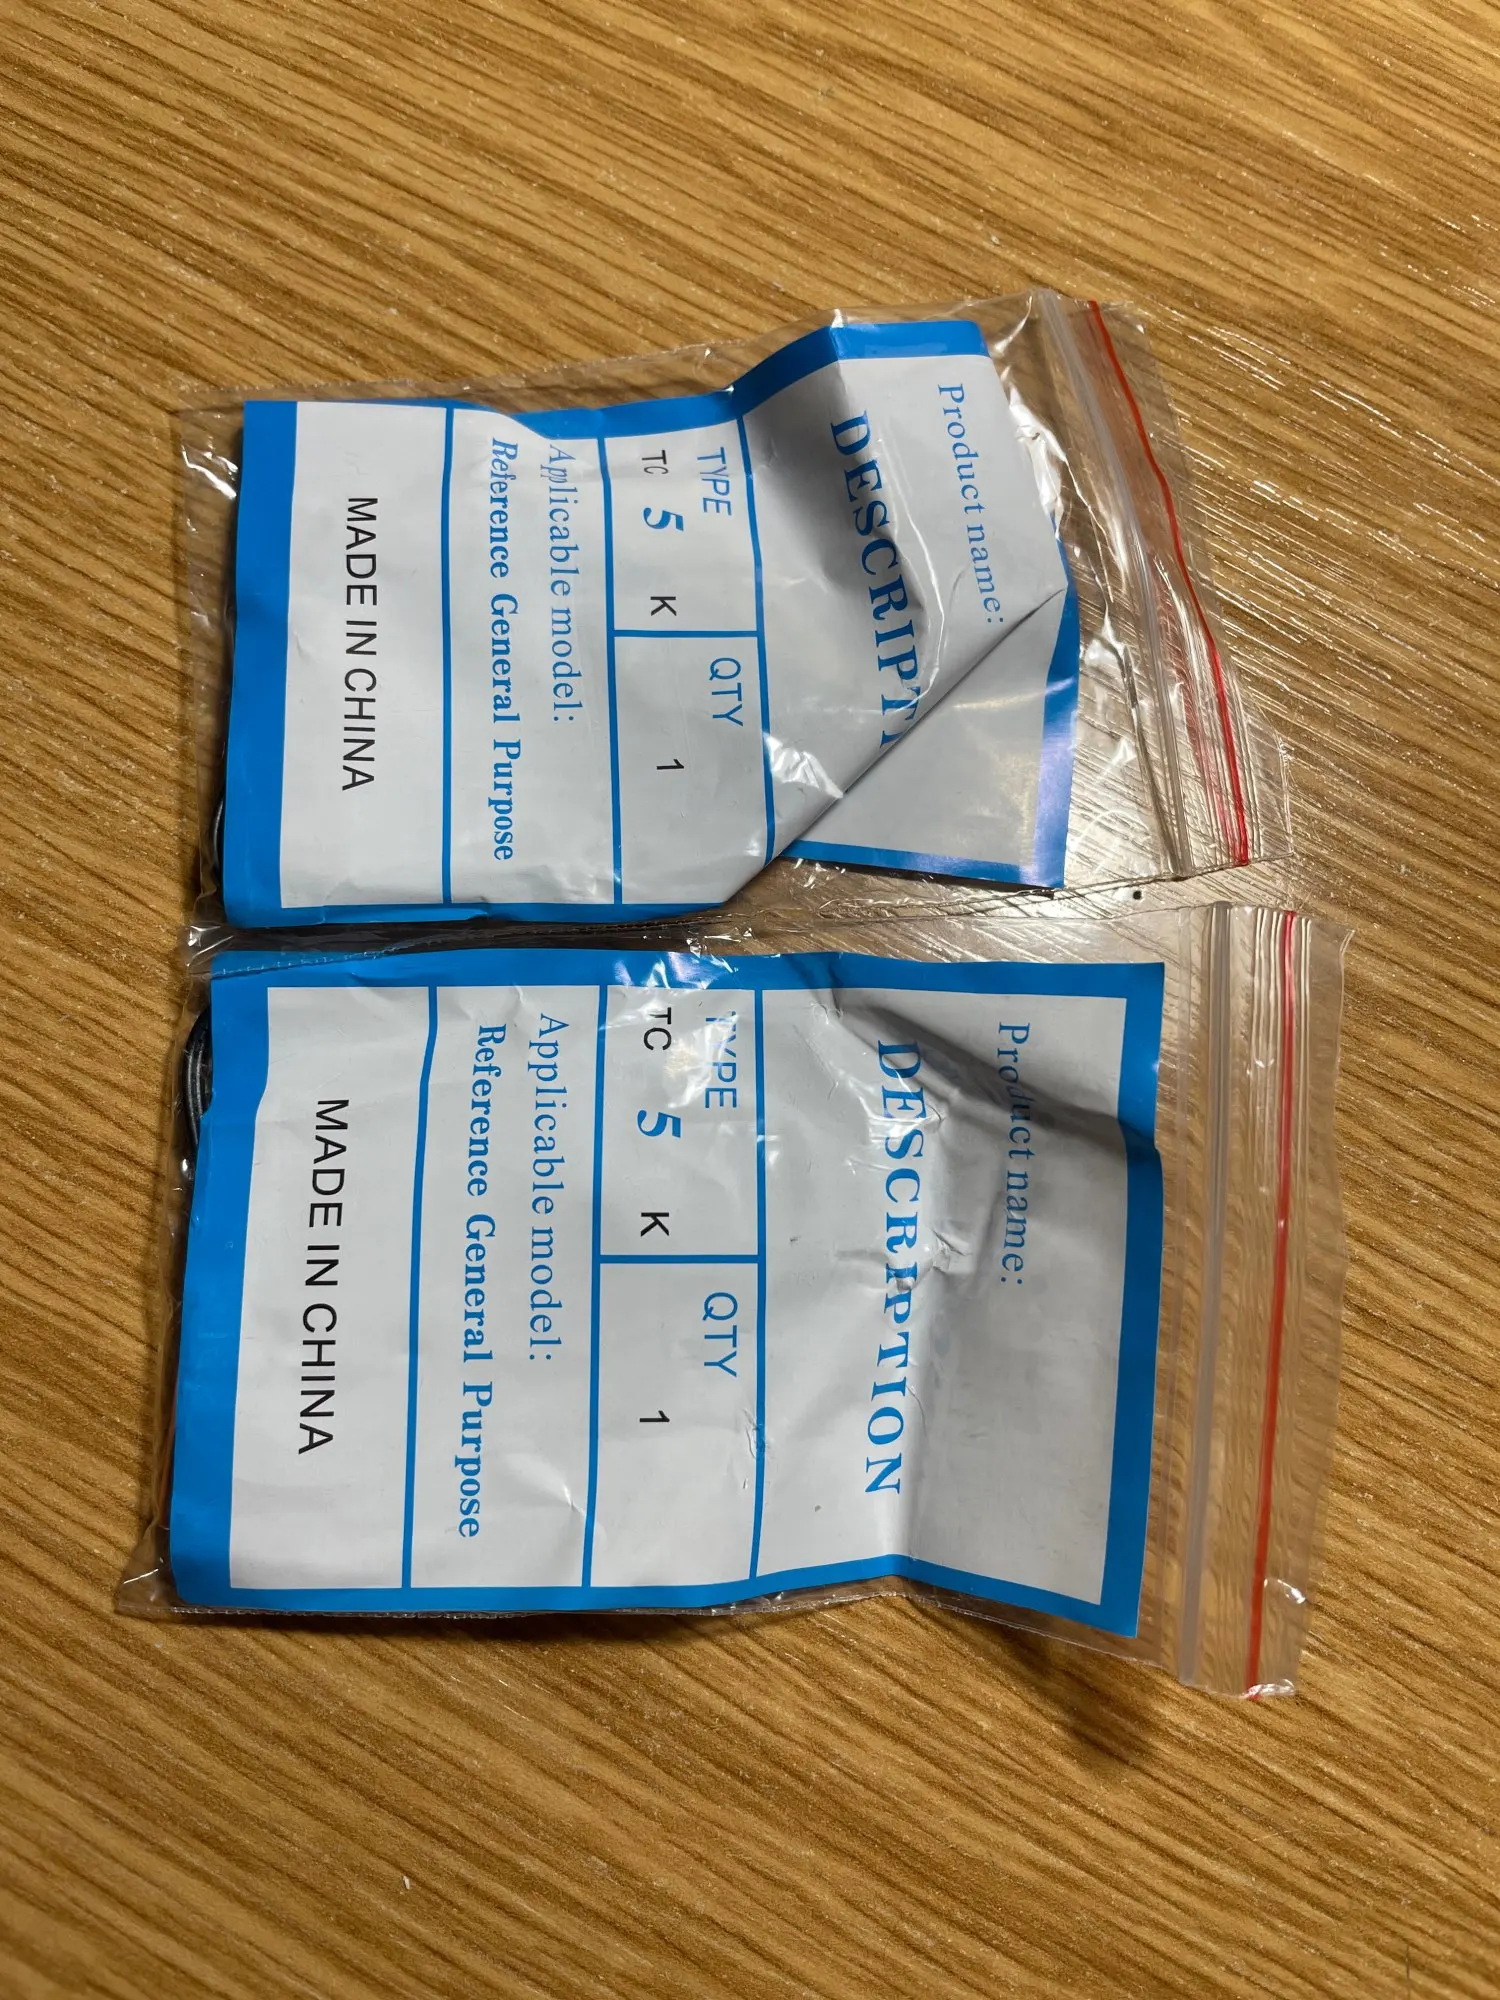 Product name:
DESCRIPT
TYPE QTY
TC 5 K 1
Applicable model:
Reference General Purpose
MADE IN CHINA
Product name:
DESCRIPTION
TYPE QTY
TC 5 K 1
Applicable model:
Reference General Purpose
MADE IN CHINA